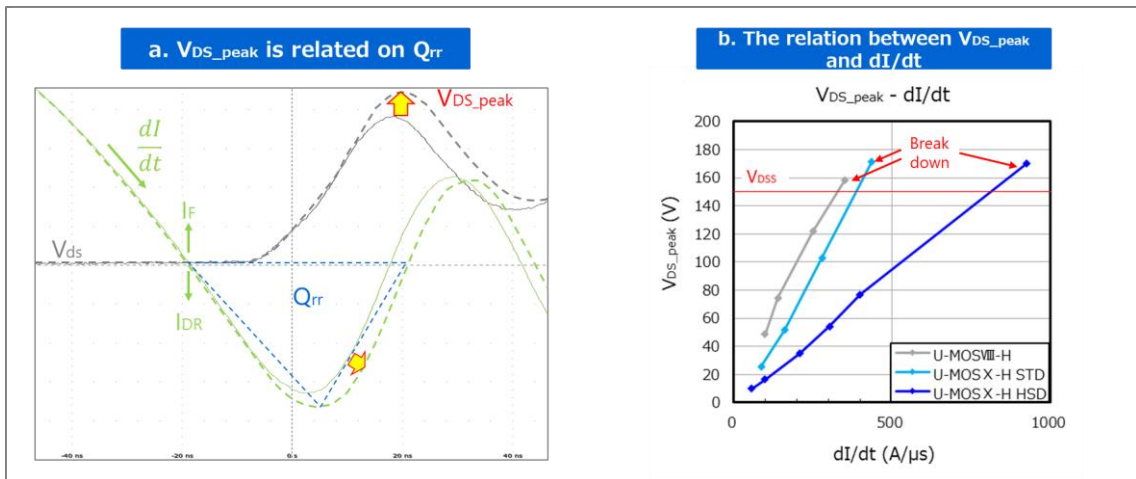 a. VDS_peak is related on Qrr
VDS_peak
dI
dt
IF
Vds
Qrr
IDR
-40 ns
-20 ns
0.s
20 ns
40 ns
b. The relation between VDS_peak
and dI/dt
VDS_peak - dI/dt
200
180
160
140
120
100
80
60
40
20
0
VDS_peak (V)
Break
down
VDSS
U-MOSⅧ-H
U-MOSⅩ-H STD
U-MOSⅩ-H HSD
0
500
1000
dI/dt (A/μs)